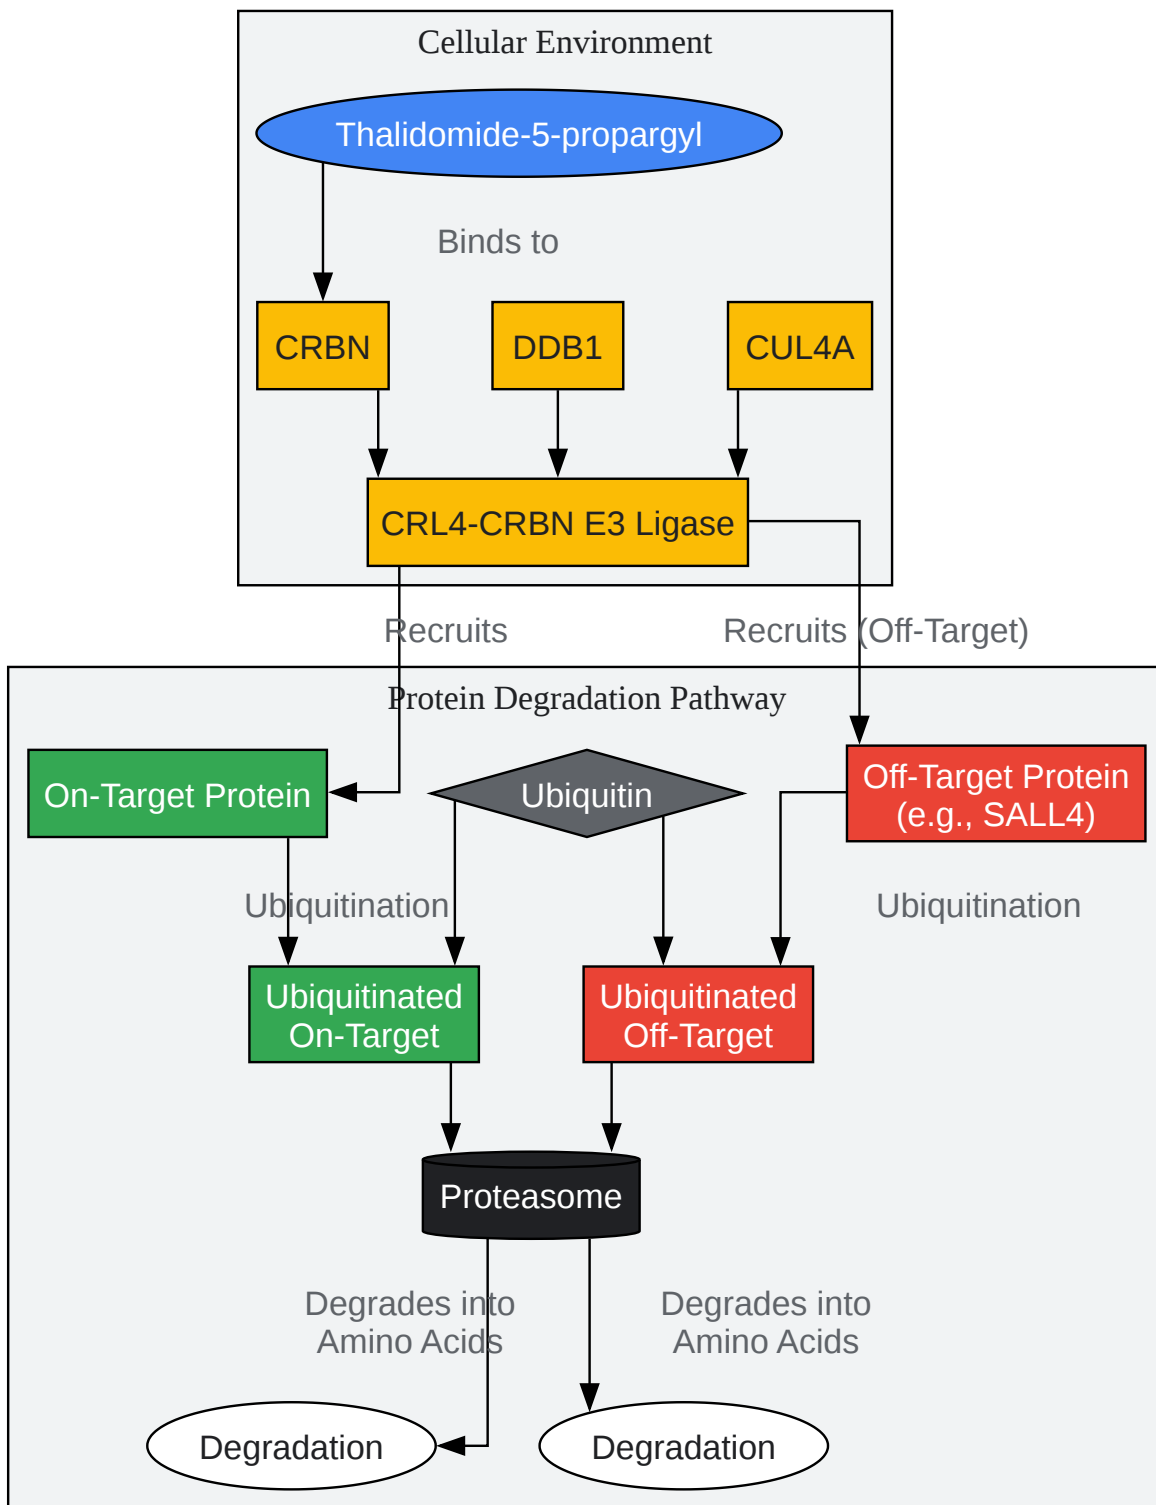 Cellular Environment
Thalidomide-5-propargyl
Binds to
CRBN
DDB1
CUL4A
CRL4-CRBN E3 Ligase
Recruits
Recruits (Off-Target)
Protein Degradation Pathway
On-Target Protein
Ubiquitin
Off-Target Protein
(e.g., SALL4)
Ubiquitination
Ubiquitination
Ubiquitinated
On-Target
Ubiquitinated
Off-Target
Proteasome
Degrades into
Amino Acids
Degrades into
Amino Acids
Degradation
Degradation